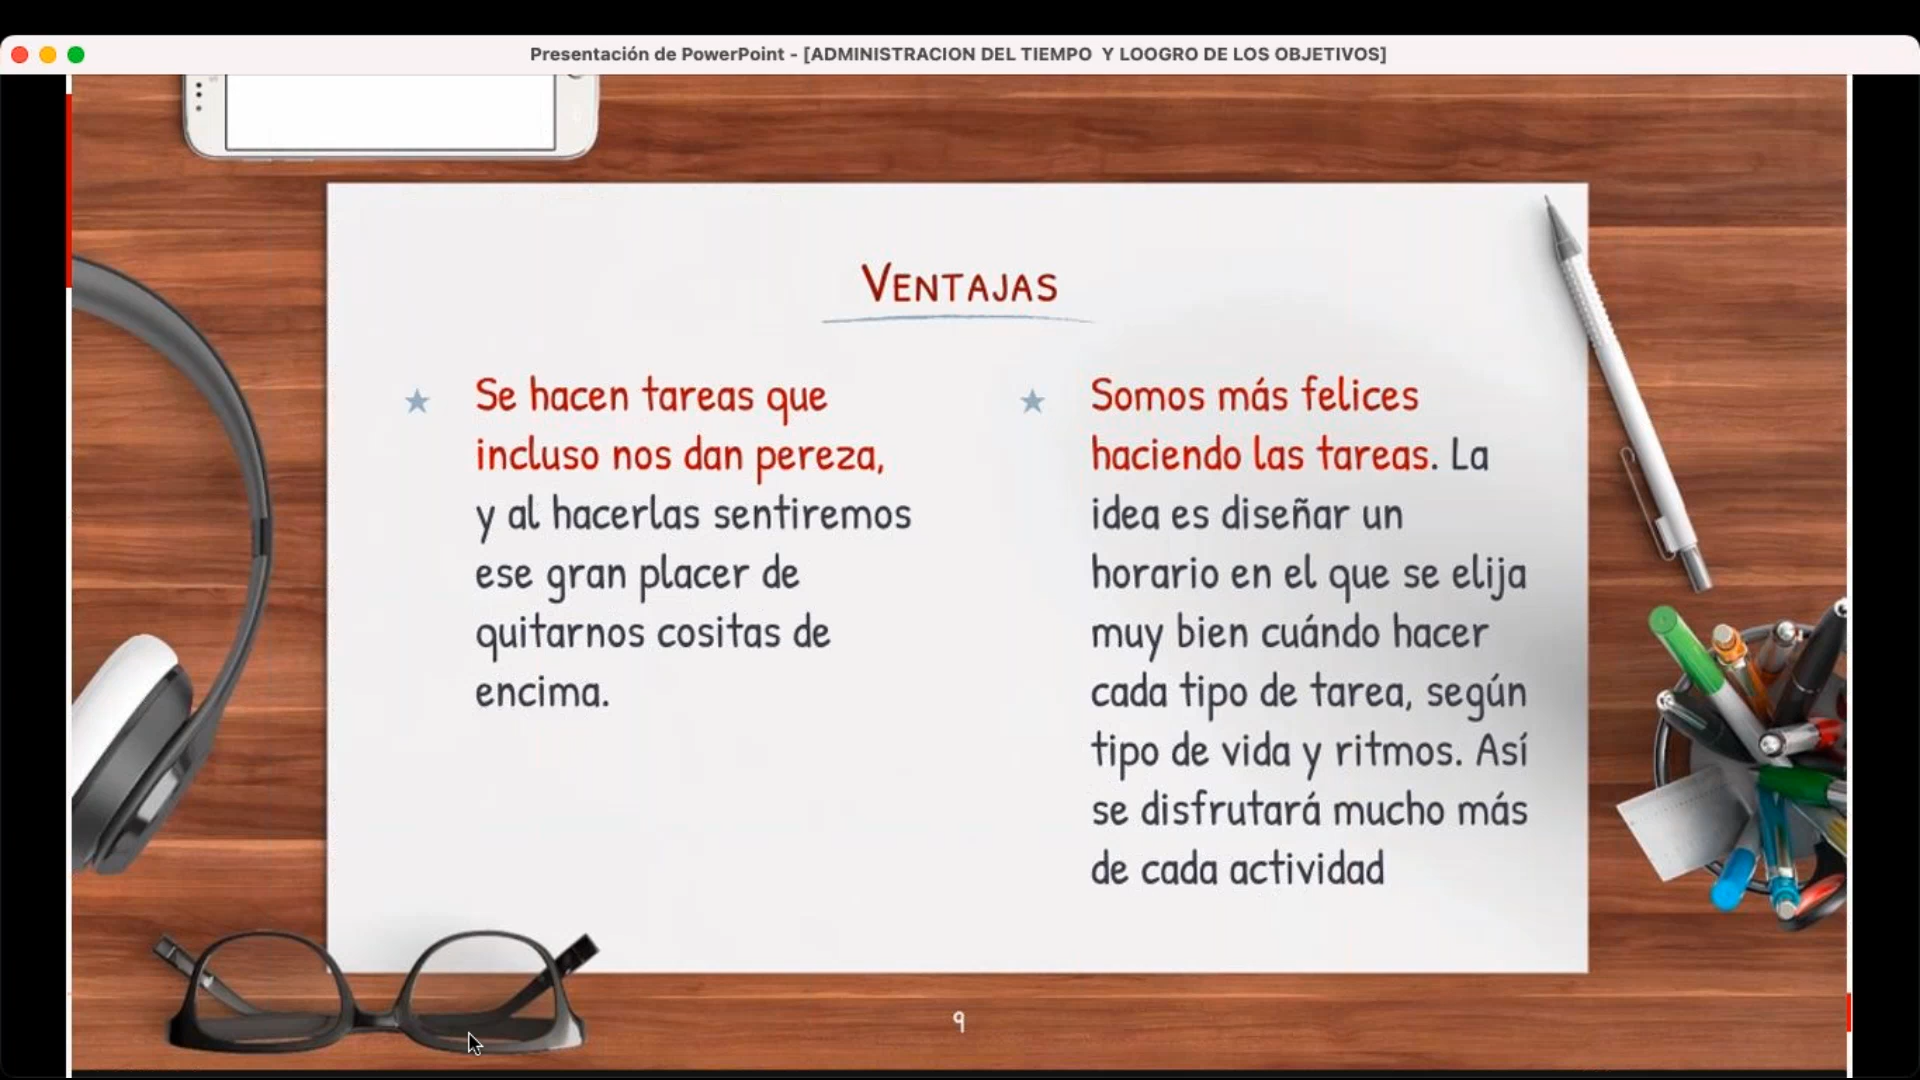 Presentación de PowerPoint - [ADMINISTRACION DEL TIEMPO  Y LOOGRO DE LOS OBJETIVOS]
VENTAJAS
Se hacen tareas que
incluso nos dan pereza,
y al hacerlas sentiremos
ese gran placer de
quitarnos cositas de
encima.
Somos más felices
haciendo las tareas. La
idea es diseñar un
horario en el que se elija
muy bien cuándo hacer
cada tipo de tarea, según
tipo de vida y ritmos. Así
se disfrutará mucho más
de cada actividad
9